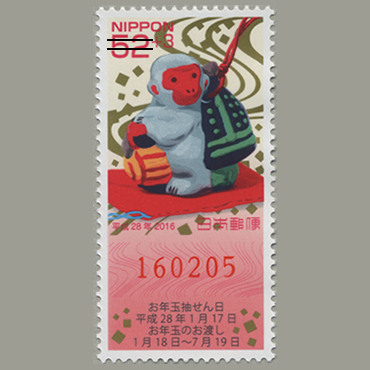 NIPPON
52+3
平成28年 2016 日本郵便
160205
お年玉抽せん日
平成28年1月17日
お年玉のお渡し
1月18日～7月19日